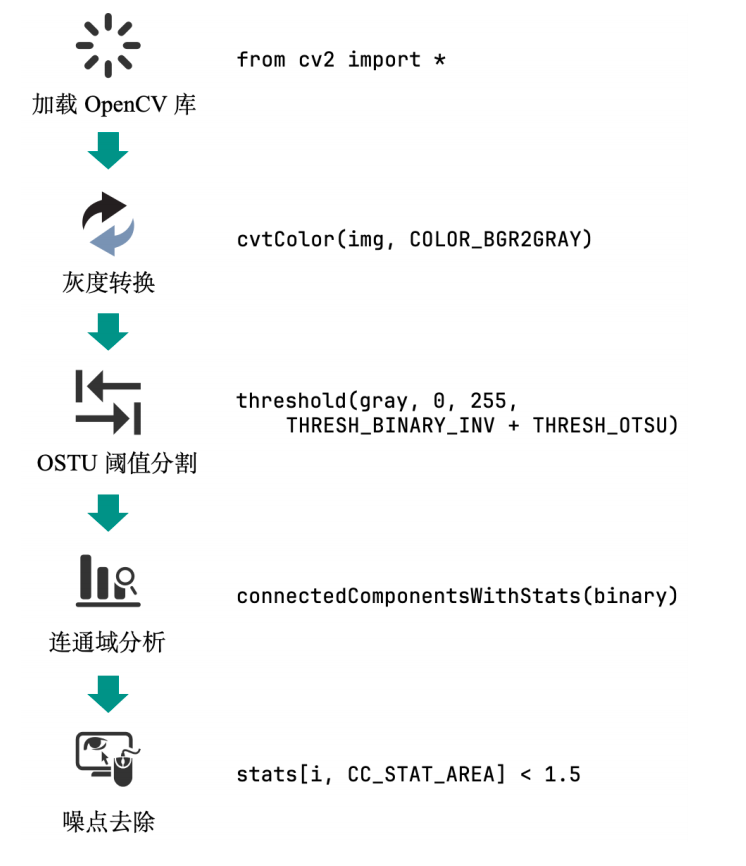 from cv2 import *
加载 OpenCV 库
cvtColor(img, COLOR_BGR2GRAY)
灰度转换
threshold(gray, 0, 255,
THRESH_BINARY_INV + THRESH_OTSU)
OSTU 阈值分割
connectedComponentsWithStats(binary)
连通域分析
stats[i, CC_STAT_AREA] < 1.5
噪点去除